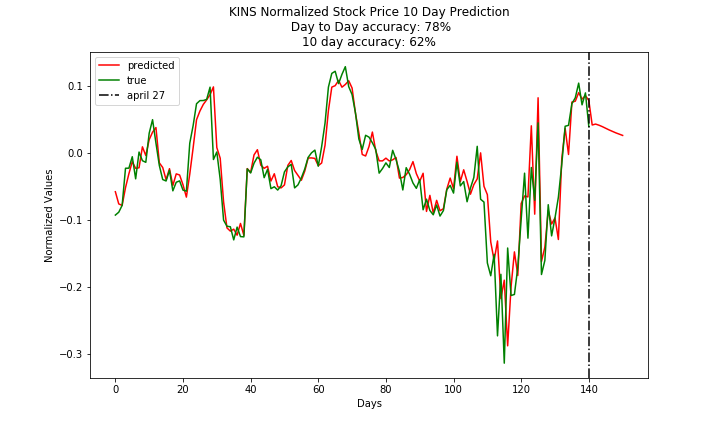 KINS Normalized Stock Price 10 Day Prediction
Day to Day accuracy: 78%
10 day accuracy: 62%
predicted
true
april 27
Normalized Values
0.1
0.0
−0.1
−0.2
−0.3
0 20 40 60 80 100 120 140
Days